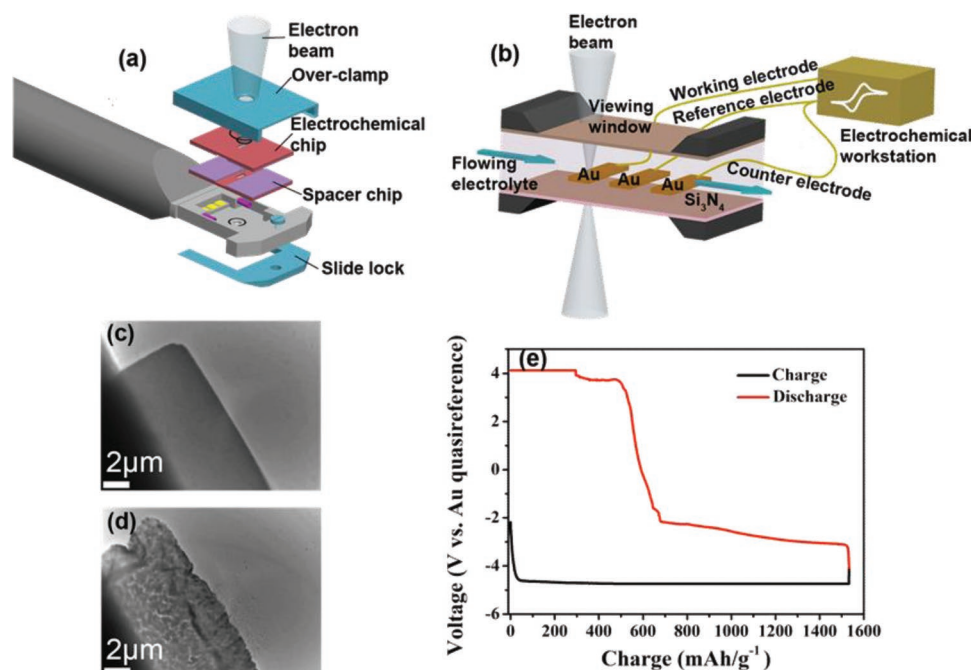 (a)
Electron
beam
Over-clamp
Electrochemical
chip
Spacer chip
Slide lock
(b)
Electron
beam
Working electrode
Reference electrode
Viewing
window
Electrochemical
workstation
Flowing
electrolyte
Au
Au
Au
Counter electrode
Si₃N₄
(c)
2μm
(d)
2μm
(e)
Charge
Discharge
Voltage (V vs. Au quasireference)
4
2
0
-2
-4
-6
0 200 400 600 800 1000 1200 1400 1600
Charge (mAh/g⁻¹)